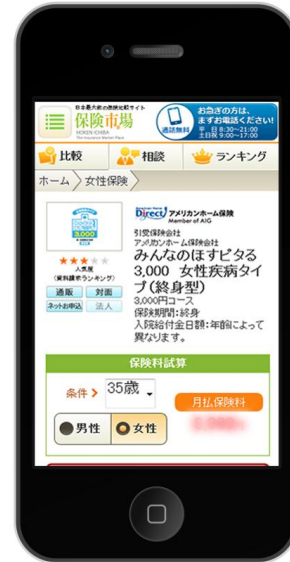 日本最大級の保険比較サイト
保険市場
HOKEN ICHIBA
The Insurance Market Place
通話無料
お急ぎの方は、
まずお電話ください!
平 日 8:30~21:00
土日祝 9:00~17:00
比較
相談
ランキング
ホーム
女性保険
3,000
人気度
(資料請求ランキング)
通販
対面
ネットお申込
法人
Direct アメリカンホーム保険
Member of AIG
引受保険会社
アメリカンホーム保険会社
みんなのほすピタる
3,000 女性疾病タイ
プ(終身型)
3,000円コース
保険期間:終身
入院給付金日額:年齢によって
異なります。
保険料試算
条件
35歳
月払保険料
男性
女性